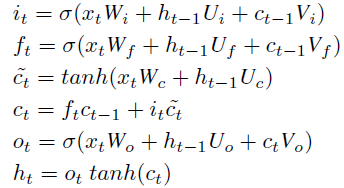 i_t = σ(x_t W_i + h_{t−1} U_i + c_{t−1} V_i)
f_t = σ(x_t W_f + h_{t−1} U_f + c_{t−1} V_f)
c̃_t = tanh(x_t W_c + h_{t−1} U_c)
c_t = f_t c_{t−1} + i_t c̃_t
o_t = σ(x_t W_o + h_{t−1} U_o + c_t V_o)
h_t = o_t tanh(c_t)